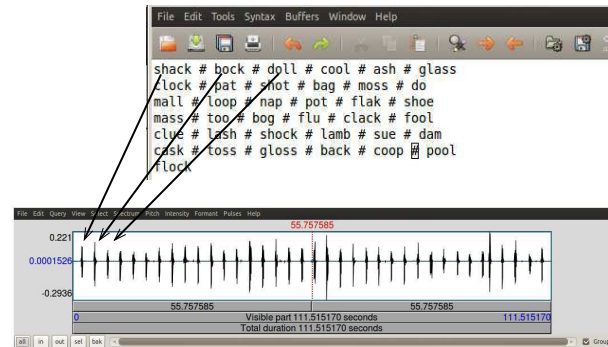 File Edit Tools Syntax Buffers Window Help
shack # bock # doll # cool # ash # glass
clock # pat # shot # bag # moss # do
mall # loop # nap # pot # flak # shoe
mass # too # bog # flu # clack # fool
clue # lash # shock # lamb # sue # dam
cask # toss # gloss # back # coop # pool
flock
File Edit Query View Select Spectrum Pitch Intensity Formant Pulses Help
55.757585
0.221
0.0001526
-0.2936
55.757585 55.757585
0 Visible part 111.515170 seconds 111.515170
Total duration 111.515170 seconds
all in out sel bak Group